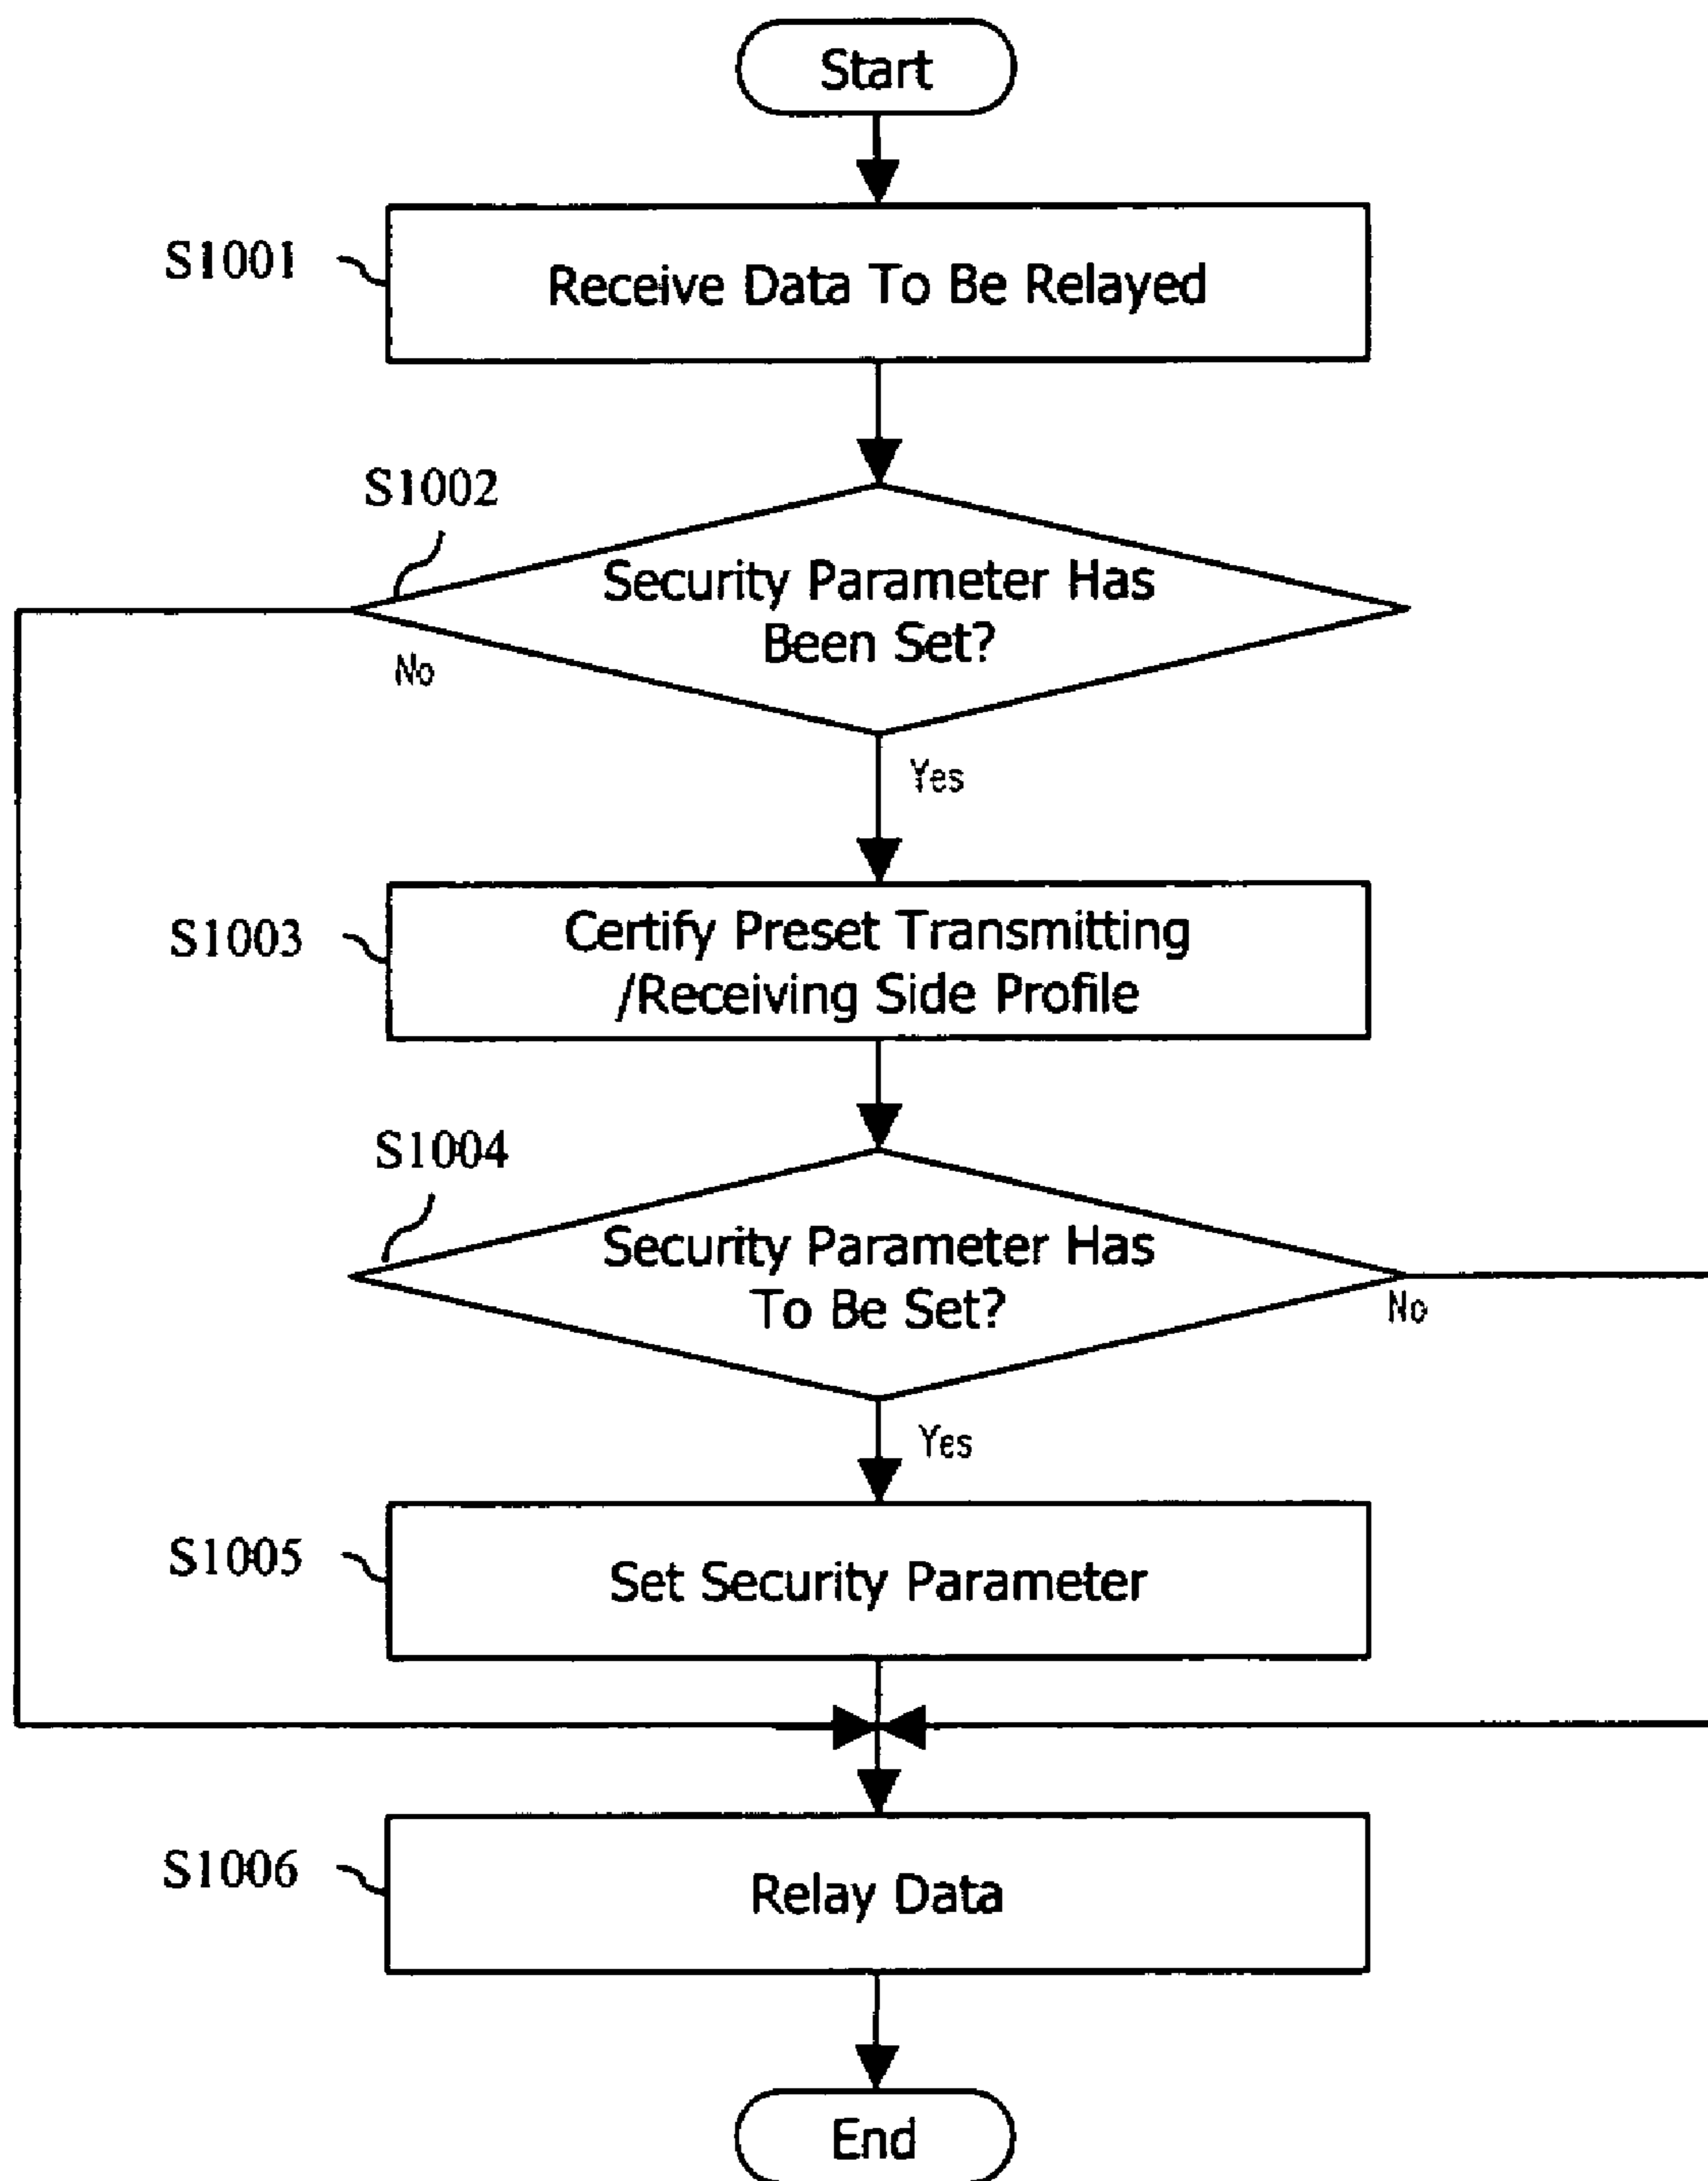 Start
S1001
Receive Data To Be Relayed
S1002
Security Parameter Has
Been Set?
No
Yes
S1003
Certify Preset Transmitting
/Receiving Side Profile
S1004
Security Parameter Has
To Be Set?
No
Yes
S1005
Set Security Parameter
S1006
Relay Data
End